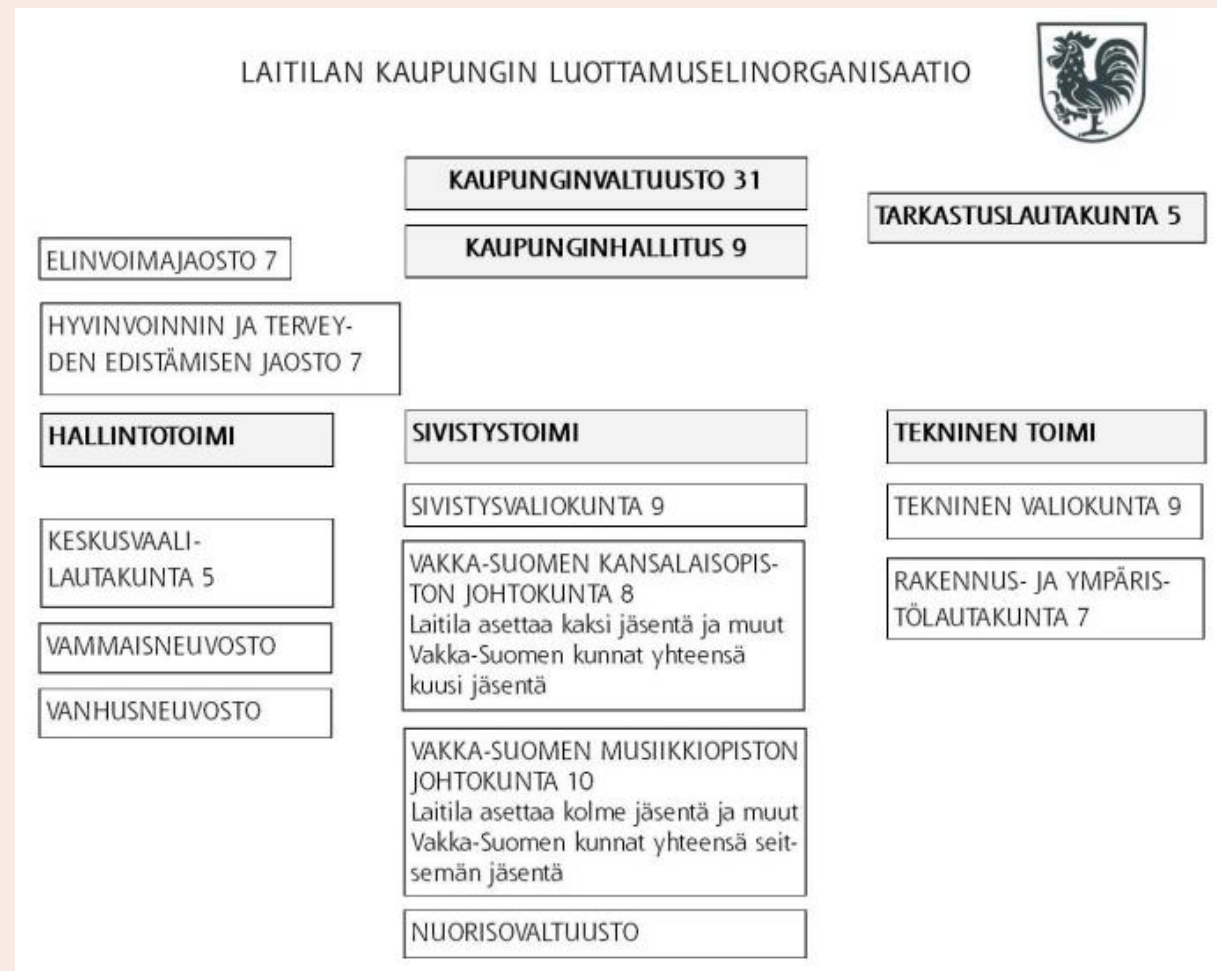 LAITILAN KAUPUNGIN LUOTTAMUSELINORGANISAATIO
KAUPUNGINVALTUUSTO 31
TARKASTUSLAUTAKUNTA 5
KAUPUNGINHALLITUS 9
ELINVOIMAJAOSTO 7
HYVINVOINNIN JA TERVEY-
DEN EDISTÄMISEN JAOSTO 7
HALLINTOTOIMI
KESKUSVAALI-
LAUTAKUNTA 5
VAMMAISNEUVOSTO
VANHUSNEUVOSTO
SIVISTYSTOIMI
SIVISTYSVALIOKUNTA 9
VAKKA-SUOMEN KANSALAISOPIS-
TON JOHTOKUNTA 8
Laitila asettaa kaksi jäsentä ja muut
Vakka-Suomen kunnat yhteensä
kuusi jäsentä
VAKKA-SUOMEN MUSIIKKIOPISTON
JOHTOKUNTA 10
Laitila asettaa kolme jäsentä ja muut
Vakka-Suomen kunnat yhteensä seit-
semän jäsentä
NUORISOVALTUUSTO
TEKNINEN TOIMI
TEKNINEN VALIOKUNTA 9
RAKENNUS- JA YMPÄRIS-
TÖLAUTAKUNTA 7